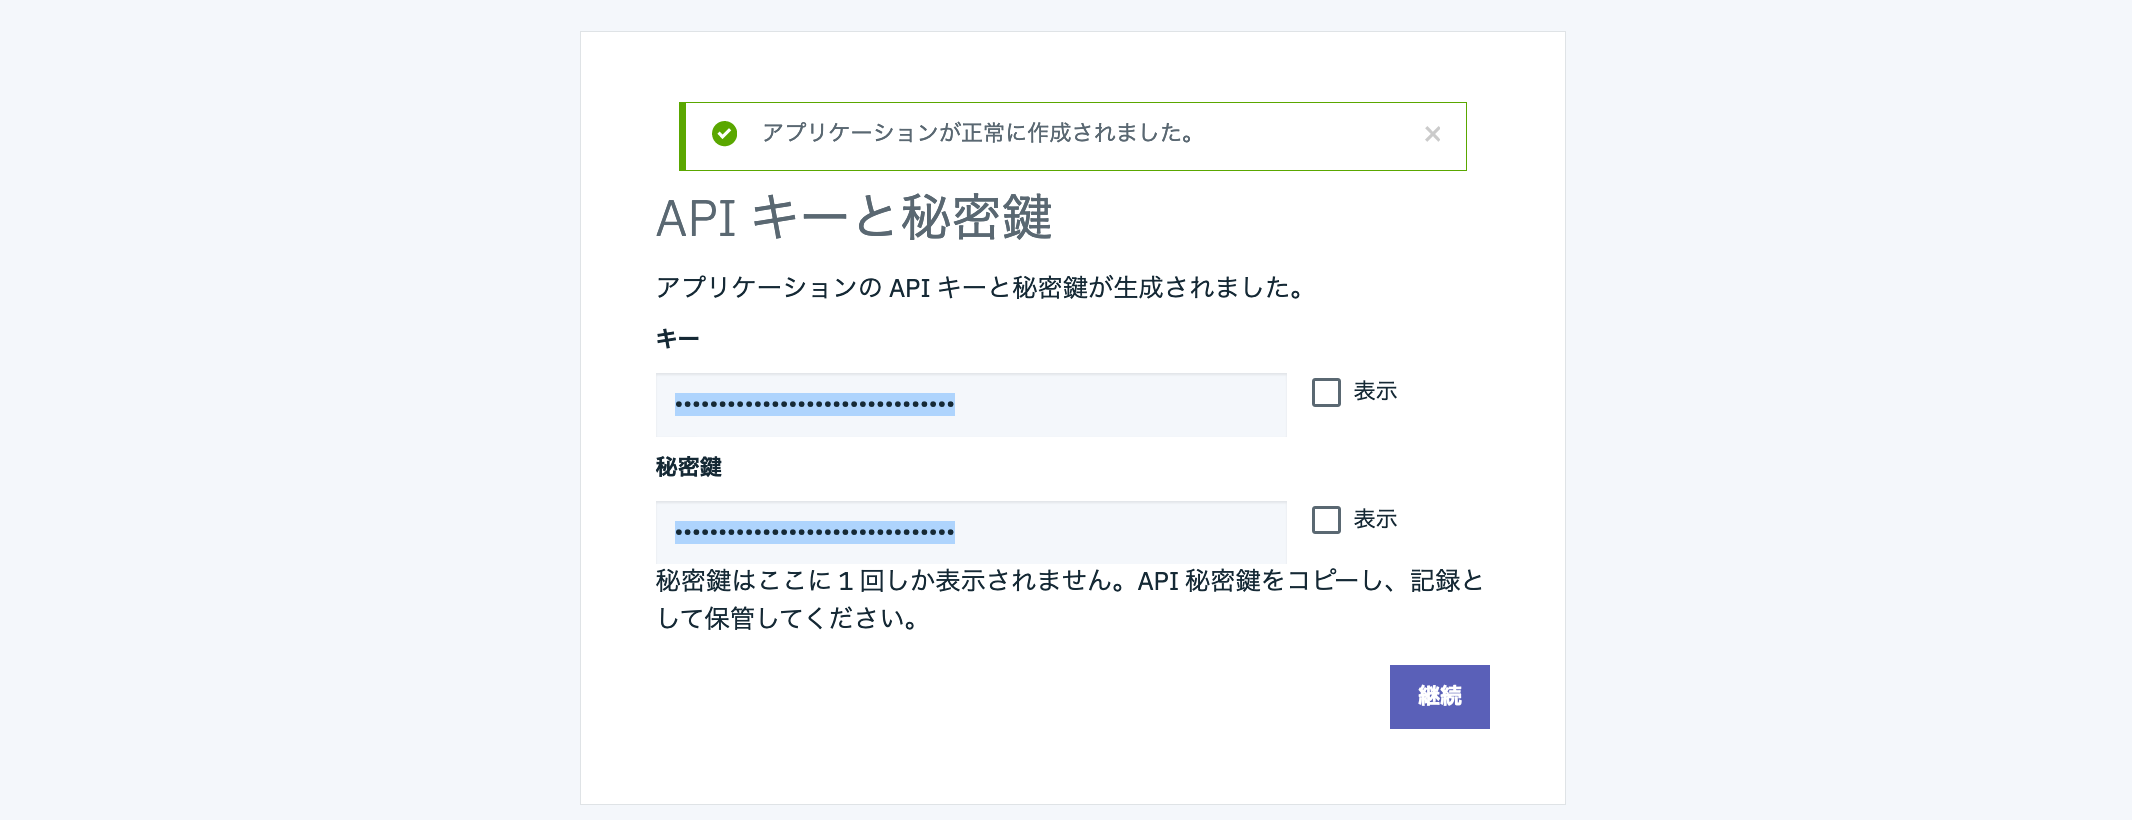 アプリケーションが正常に作成されました。
API キーと秘密鍵
アプリケーションの API キーと秘密鍵が生成されました。
キー
••••••••••••••••••••••••••••••••
表示
秘密鍵
••••••••••••••••••••••••••••••••
表示
秘密鍵はここに 1 回しか表示されません。API 秘密鍵をコピーし、記録と
して保管してください。
継続